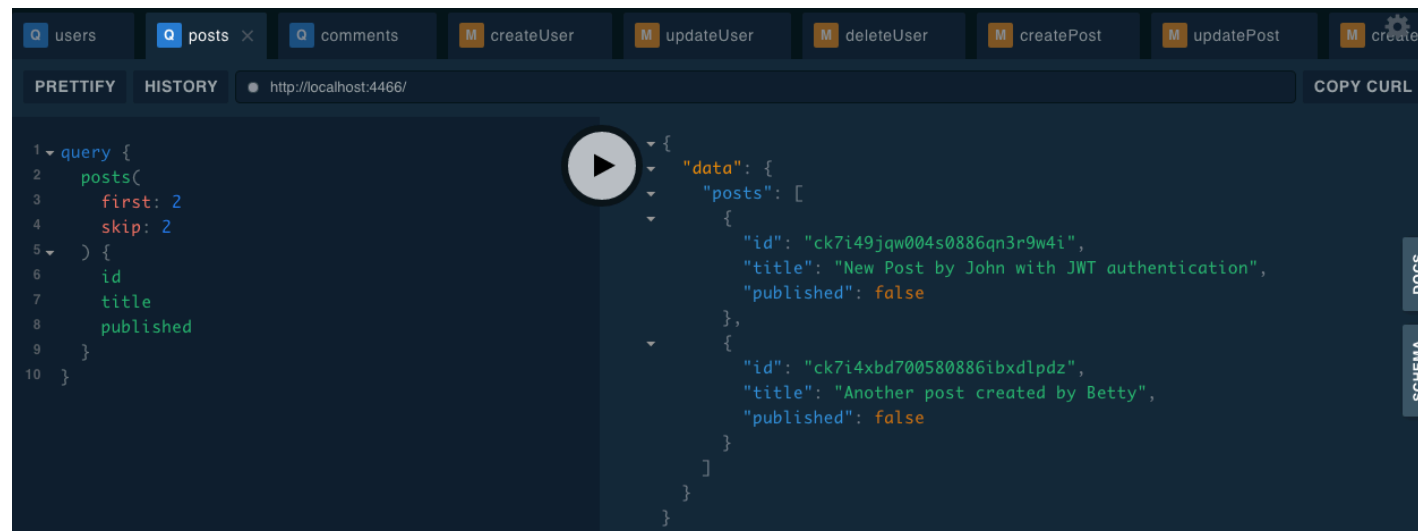 Q users Q posts × Q comments M createUser M updateUser M deleteUser M createPost M updatePost M create
PRETTIFY HISTORY http://localhost:4466/ COPY CURL
1 query {
2 posts(
3 first: 2
4 skip: 2
5 ) {
6 id
7 title
8 published
9 }
10 }
{
"data": {
"posts": [
{
"id": "ck7i49jqw004s0886qn3r9w4i",
"title": "New Post by John with JWT authentication",
"published": false
},
{
"id": "ck7i4xbd700580886ibxdlpdz",
"title": "Another post created by Betty",
"published": false
}
]
}
}
DOCS
SCHEMA